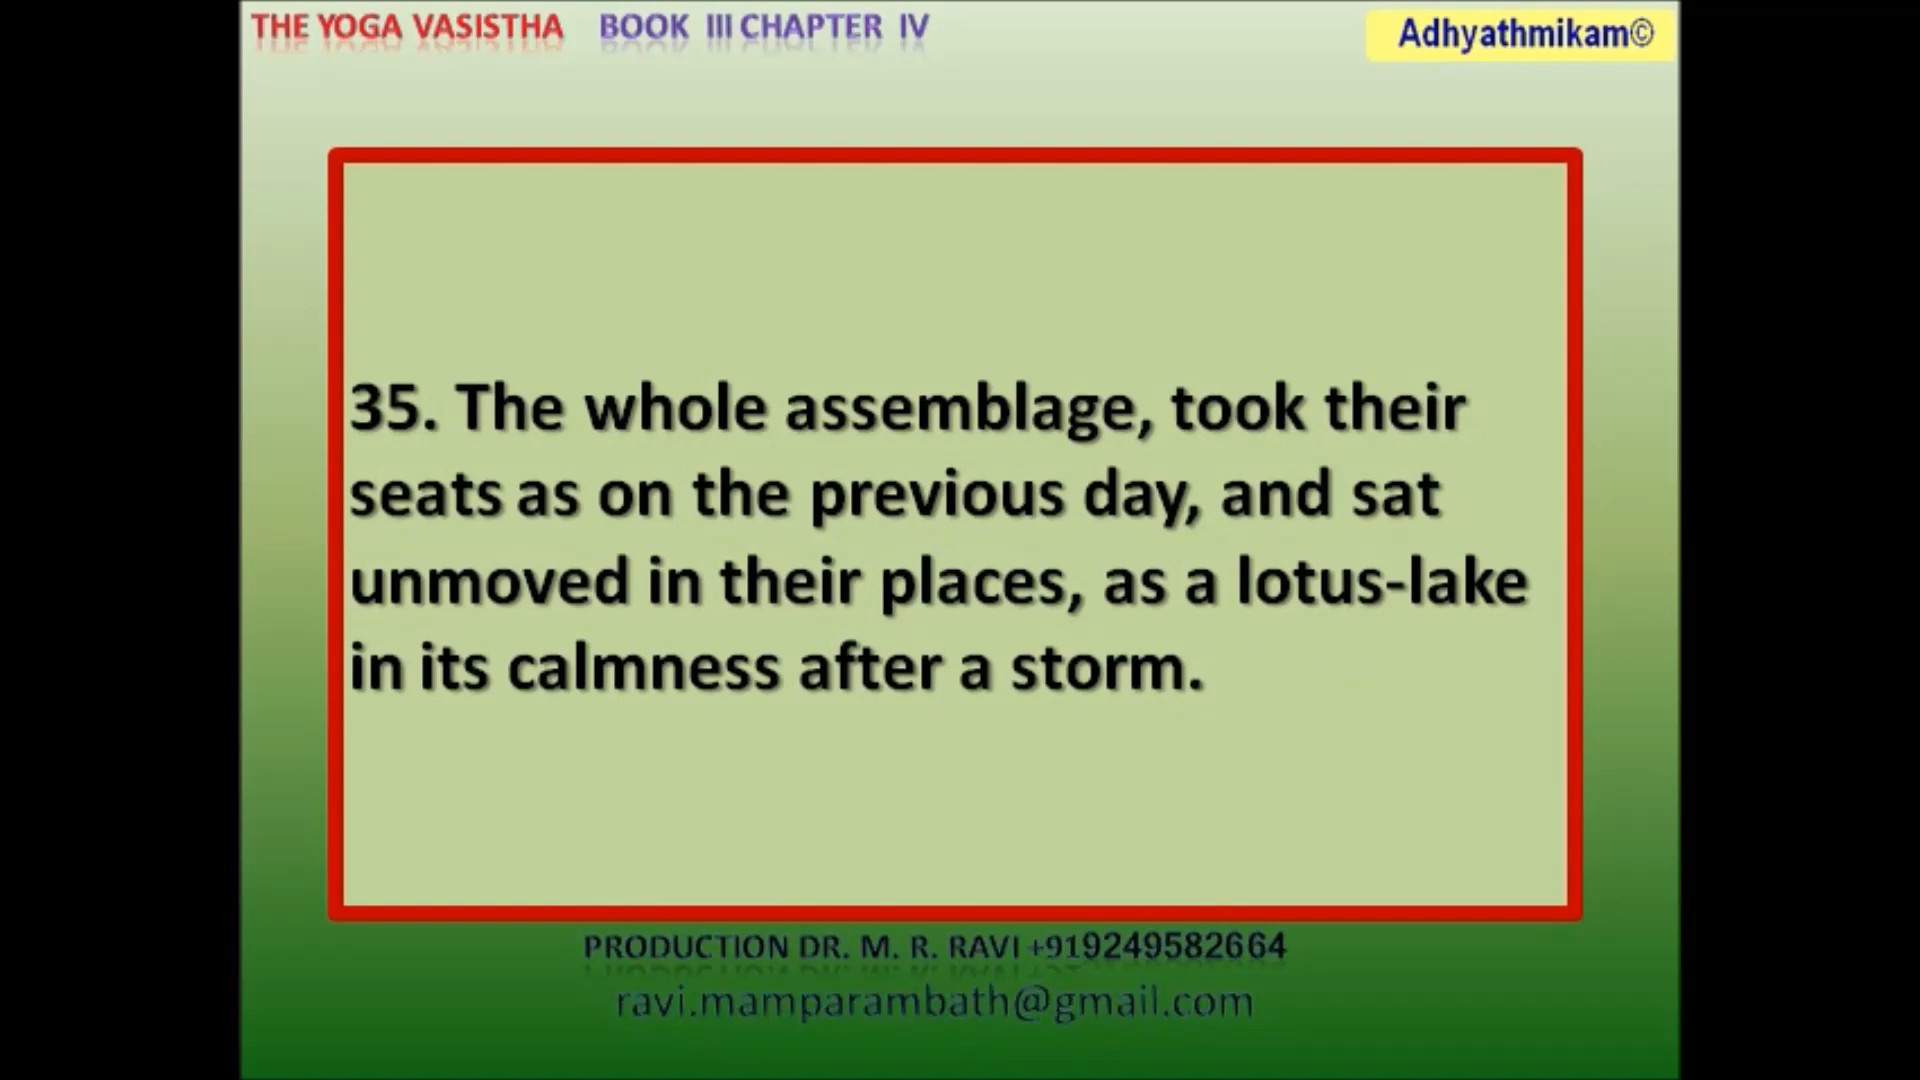 THE YOGA VASISTHA BOOK III CHAPTER IV
Adhyathmikam©
35. The whole assemblage, took their
seats as on the previous day, and sat
unmoved in their places, as a lotus-lake
in its calmness after a storm.
PRODUCTION DR. M. R. RAVI +919249582664
ravi.mamparambath@gmail.com